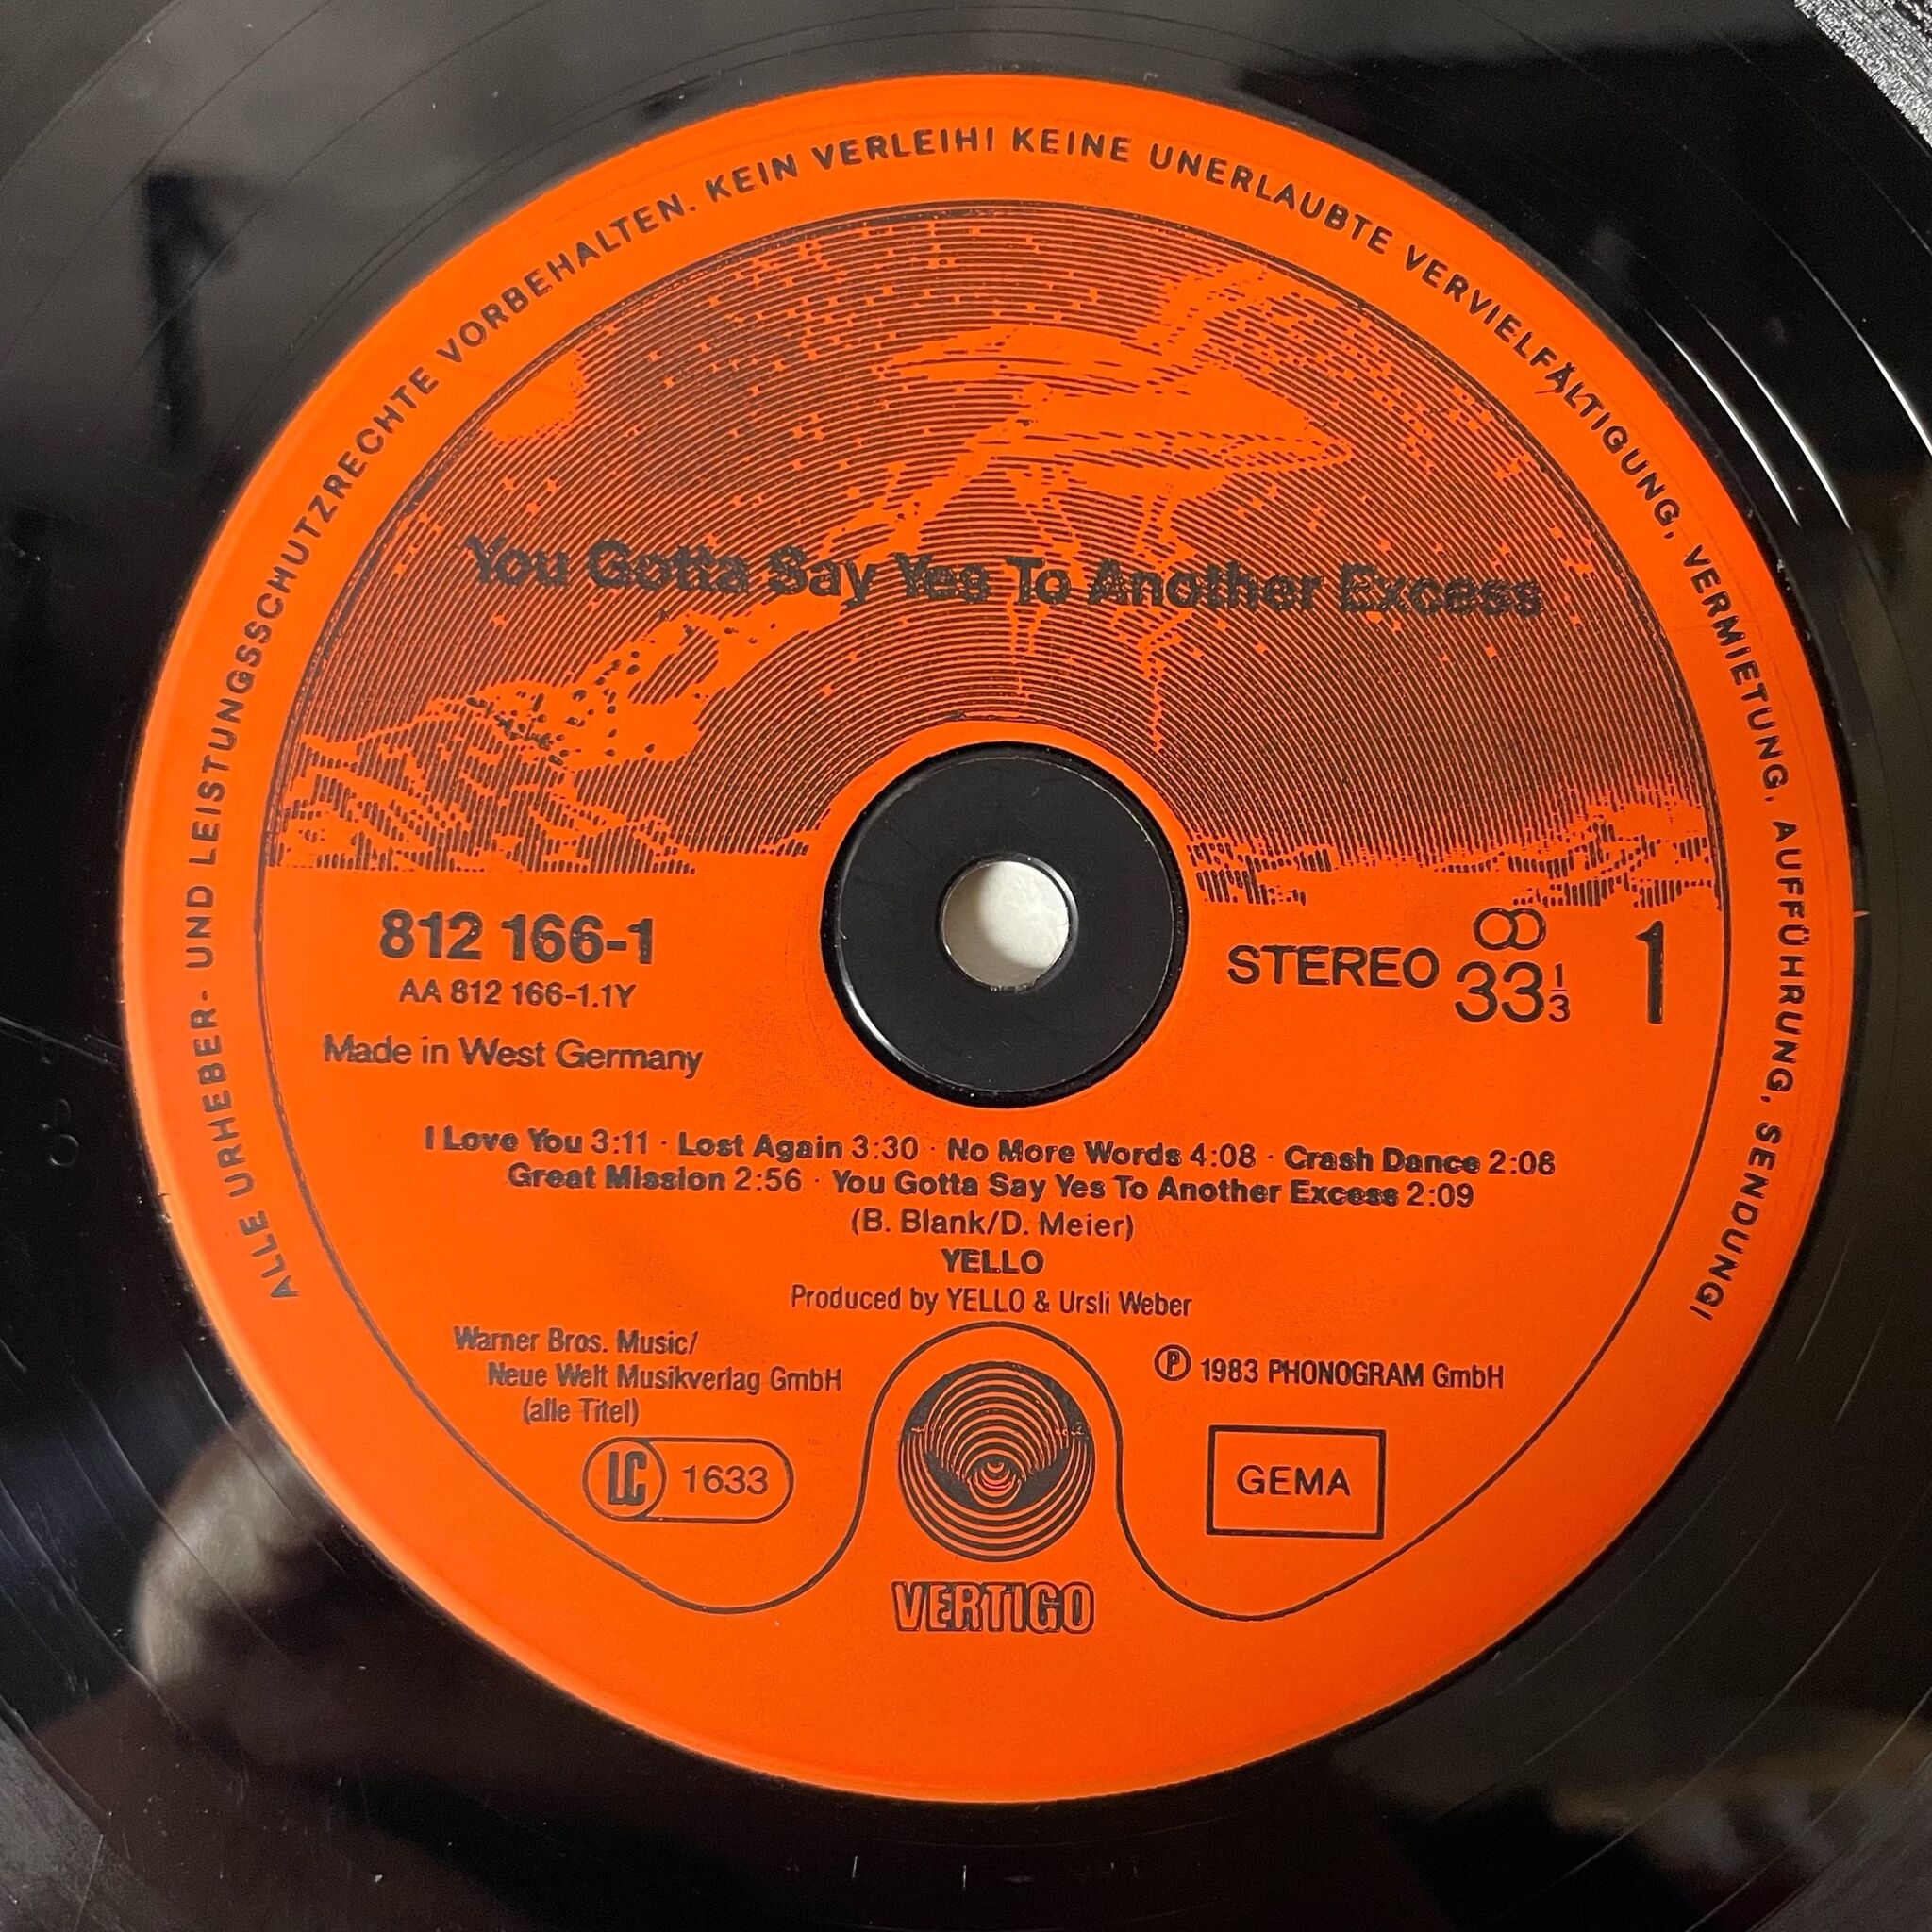 ALLE URHEBER- UND LEISTUNGSSCHUTZRECHTE VORBEHALTEN. KEIN VERLEIH! KEINE UNERLAUBTE VERVIELFÄLTIGUNG, VERMIETUNG, AUFFÜHRUNG, SENDUNG!
You Gotta Say Yes To Another Excess
812 166-1
AA 812 166-1.1Y
Made in West Germany
STEREO 33 1/3
1
I Love You 3:11 · Lost Again 3:30 · No More Words 4:08 · Crash Dance 2:08
Great Mission 2:56 · You Gotta Say Yes To Another Excess 2:09
(B. Blank/D. Meier)
YELLO
Produced by YELLO & Ursli Weber
Warner Bros. Music/
Neue Welt Musikverlag GmbH
(alle Titel)
LC 1633
℗ 1983 PHONOGRAM GmbH
GEMA
VERTIGO